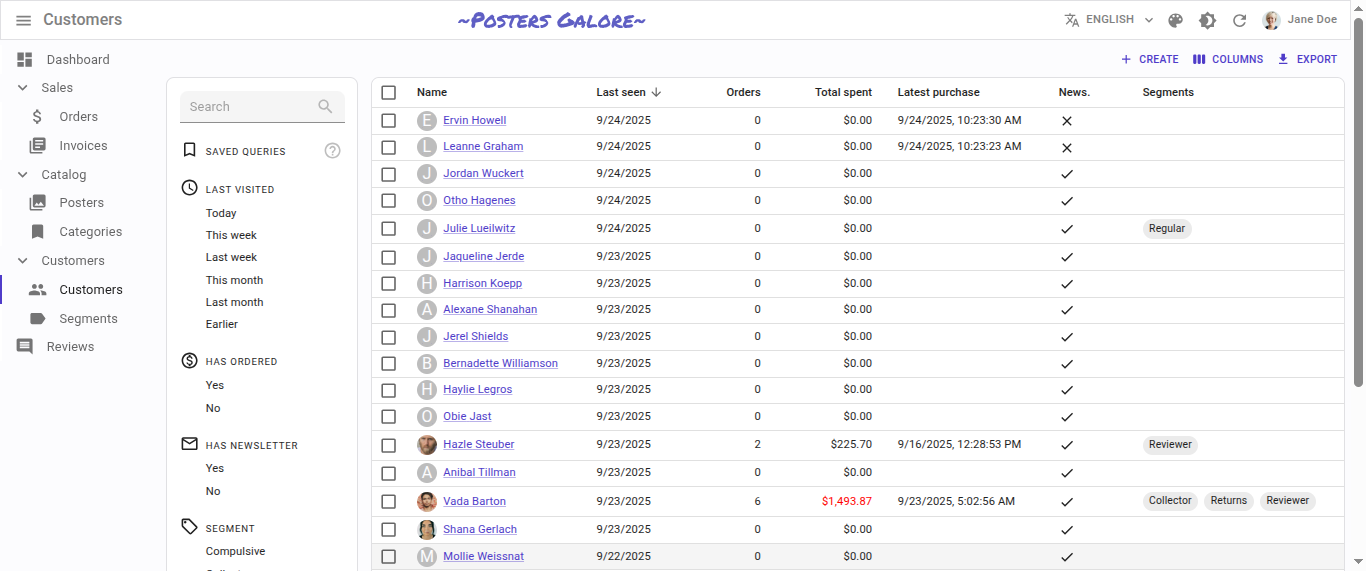 Customers
~Posters Galore~
ENGLISH
Jane Doe
Dashboard
Sales
Orders
Invoices
Catalog
Posters
Categories
Customers
Customers
Segments
Reviews
Search
SAVED QUERIES
LAST VISITED
Today
This week
Last week
This month
Last month
Earlier
HAS ORDERED
Yes
No
HAS NEWSLETTER
Yes
No
SEGMENT
Compulsive
CREATE COLUMNS EXPORT
Name Last seen Orders Total spent Latest purchase News. Segments
E Ervin Howell 9/24/2025 0 $0.00 9/24/2025, 10:23:30 AM
L Leanne Graham 9/24/2025 0 $0.00 9/24/2025, 10:23:23 AM
J Jordan Wuckert 9/24/2025 0 $0.00
O Otho Hagenes 9/24/2025 0 $0.00
J Julie Lueilwitz 9/24/2025 0 $0.00 Regular
J Jaqueline Jerde 9/23/2025 0 $0.00
H Harrison Koepp 9/23/2025 0 $0.00
A Alexane Shanahan 9/23/2025 0 $0.00
J Jerel Shields 9/23/2025 0 $0.00
B Bernadette Williamson 9/23/2025 0 $0.00
H Haylie Legros 9/23/2025 0 $0.00
O Obie Jast 9/23/2025 0 $0.00
Hazle Steuber 9/23/2025 2 $225.70 9/16/2025, 12:28:53 PM Reviewer
A Anibal Tillman 9/23/2025 0 $0.00
Vada Barton 9/23/2025 6 $1,493.87 9/23/2025, 5:02:56 AM Collector Returns Reviewer
Shana Gerlach 9/23/2025 0 $0.00
M Mollie Weissnat 9/22/2025 0 $0.00